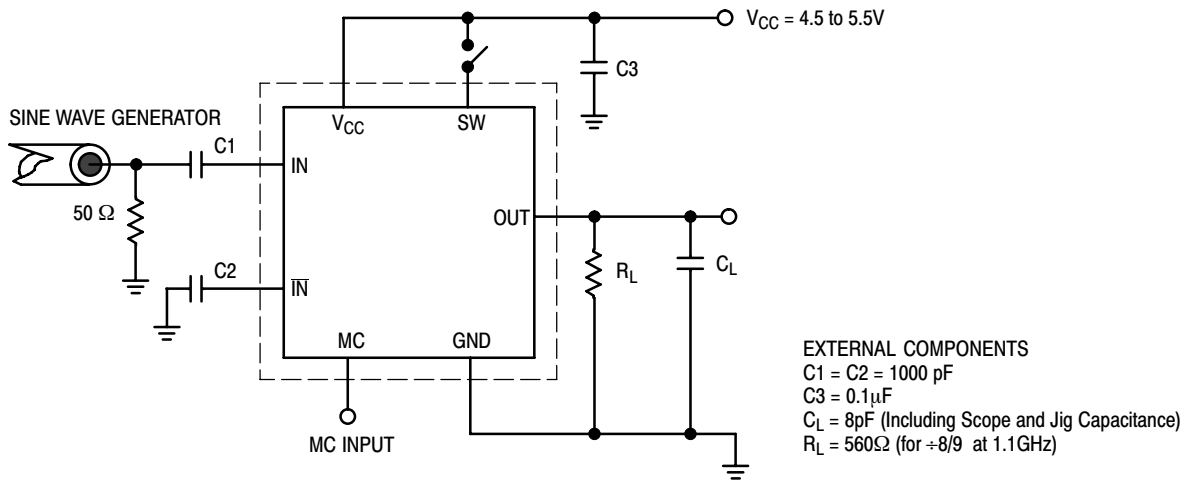 V_CC = 4.5 to 5.5V
C3
SINE WAVE GENERATOR
V_CC
SW
C1
IN
50 Ω
OUT
R_L
C_L
C2
I̅N̅
MC
GND
MC INPUT
EXTERNAL COMPONENTS
C1 = C2 = 1000 pF
C3 = 0.1μF
C_L = 8pF (Including Scope and Jig Capacitance)
R_L = 560Ω (for ÷8/9 at 1.1GHz)